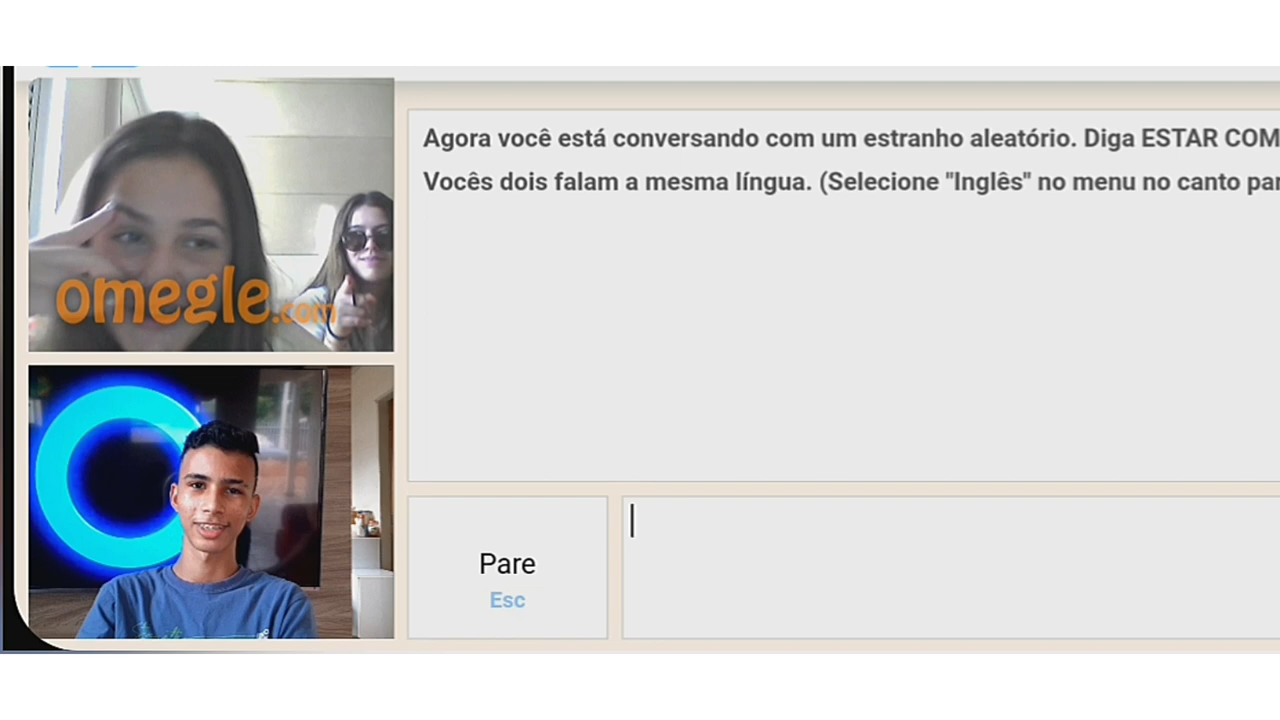 omegle.com
Agora você está conversando com um estranho aleatório. Diga ESTAR COM
Vocês dois falam a mesma língua. (Selecione "Inglês" no menu no canto par
Pare
Esc